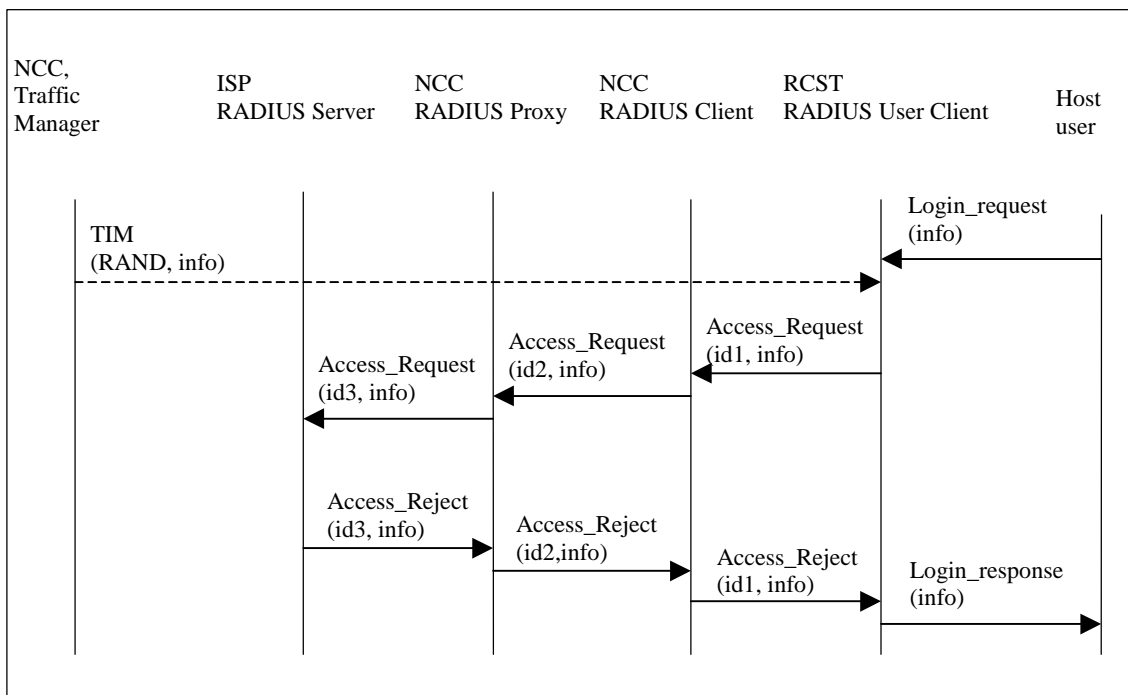 NCC,
Traffic
Manager
ISP
RADIUS Server
NCC
RADIUS Proxy
NCC
RADIUS Client
RCST
RADIUS User Client
Host
user
Login_request
(info)
TIM
(RAND, info)
Access_Request
(id1, info)
Access_Request
(id2, info)
Access_Request
(id3, info)
Access_Reject
(id3, info)
Access_Reject
(id2,info)
Access_Reject
(id1, info)
Login_response
(info)